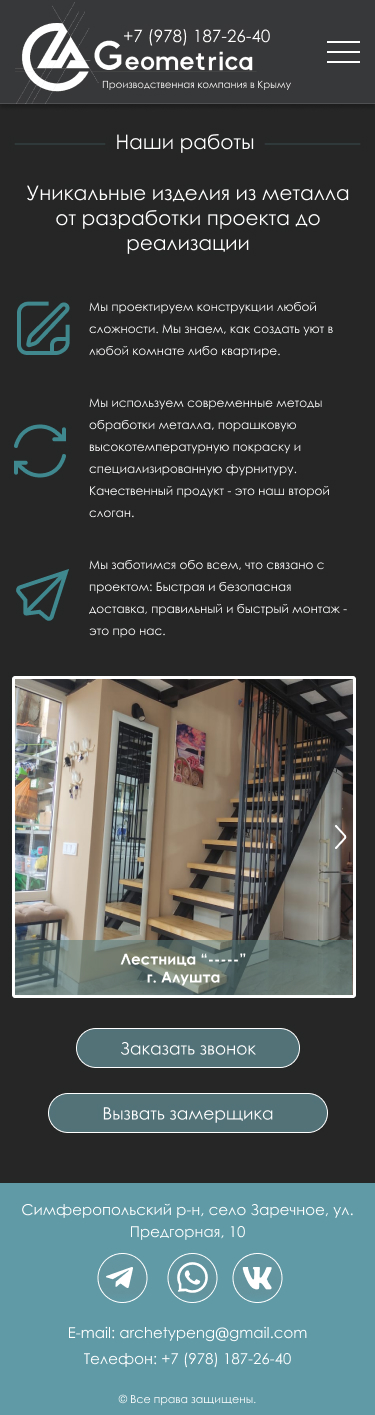 +7 (978) 187-26-40
Geometrica
Производственная компания в Крыму
Наши работы
Уникальные изделия из металла
от разработки проекта до
реализации
Мы проектируем конструкции любой
сложности. Мы знаем, как создать уют в
любой комнате либо квартире.
Мы используем современные методы
обработки металла, порашковую
высокотемпературную покраску и
специализированную фурнитуру.
Качественный продукт - это наш второй
слоган.
Мы заботимся обо всем, что связано с
проектом: Быстрая и безопасная
доставка, правильный и быстрый монтаж -
это про нас.
Лестница “-----”
г. Алушта
Заказать звонок
Вызвать замерщика
Симферопольский р-н, село Заречное, ул.
Предгорная, 10
E-mail: archetypeng@gmail.com
Телефон: +7 (978) 187-26-40
© Все права защищены.